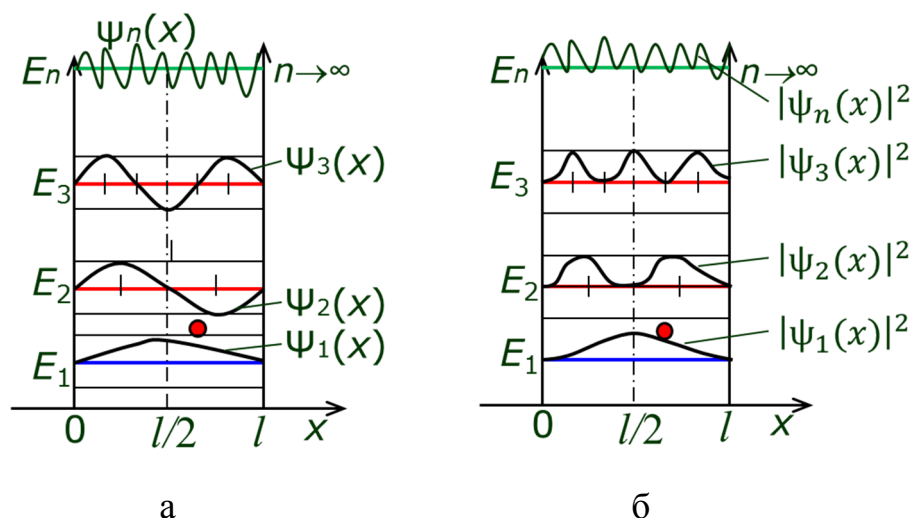 ψn(x)
En
n→∞
E3
ψ3(x)
E2
ψ2(x)
E1
ψ1(x)
0
l/2
l
x
а
En
n→∞
|ψn(x)|²
E3
|ψ3(x)|²
E2
|ψ2(x)|²
E1
|ψ1(x)|²
0
l/2
l
x
б